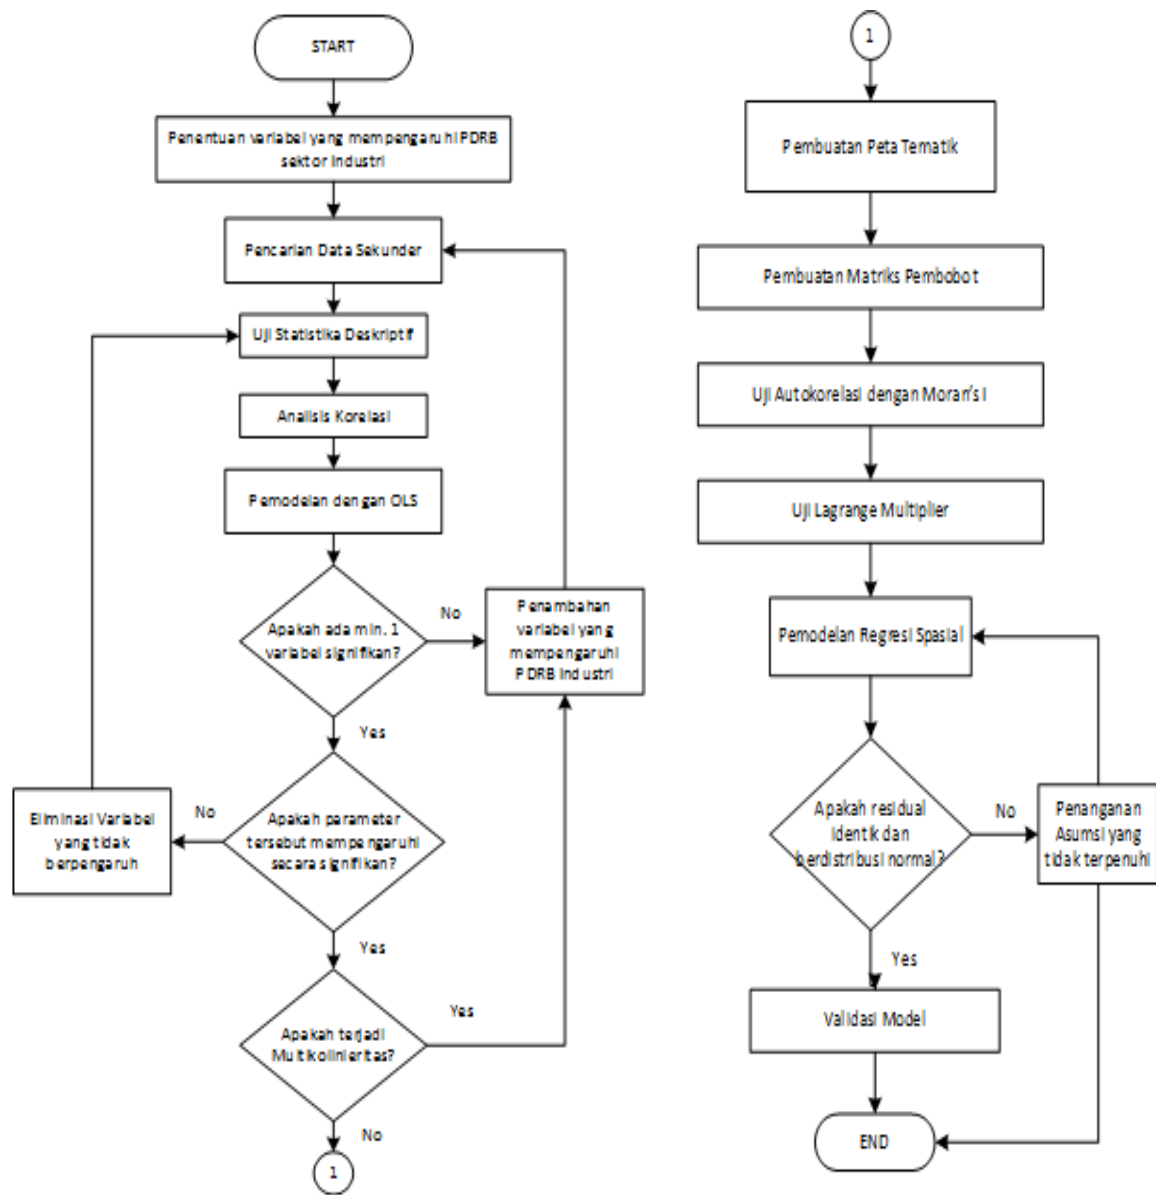 START
Penentuan variabel yang mempengaruhi PDRB
sektor Industri
Pencarian Data Sekunder
Uji Statistika Deskriptif
Analisis Korelasi
Pemodelan dengan OLS
Apakah ada min. 1
variabel signifikan?
No
Penambahan
variabel yang
mempengaruhi
PDRB Industri
Yes
Eliminasi Variabel
yang tidak
berpengaruh
No
Apakah parameter
tersebut mempengaruhi
secara signifikan?
Yes
Apakah terjadi
Multikolinieritas?
Yes
No
1
1
Pembuatan Peta Tematik
Pembuatan Matriks Pembobot
Uji Autokorelasi dengan Moran's I
Uji Lagrange Multiplier
Pemodelan Regresi Spasial
Apakah residual
identik dan
berdistribusi normal?
No
Penanganan
Asumsi yang
tidak terpenuhi
Yes
Validasi Model
END